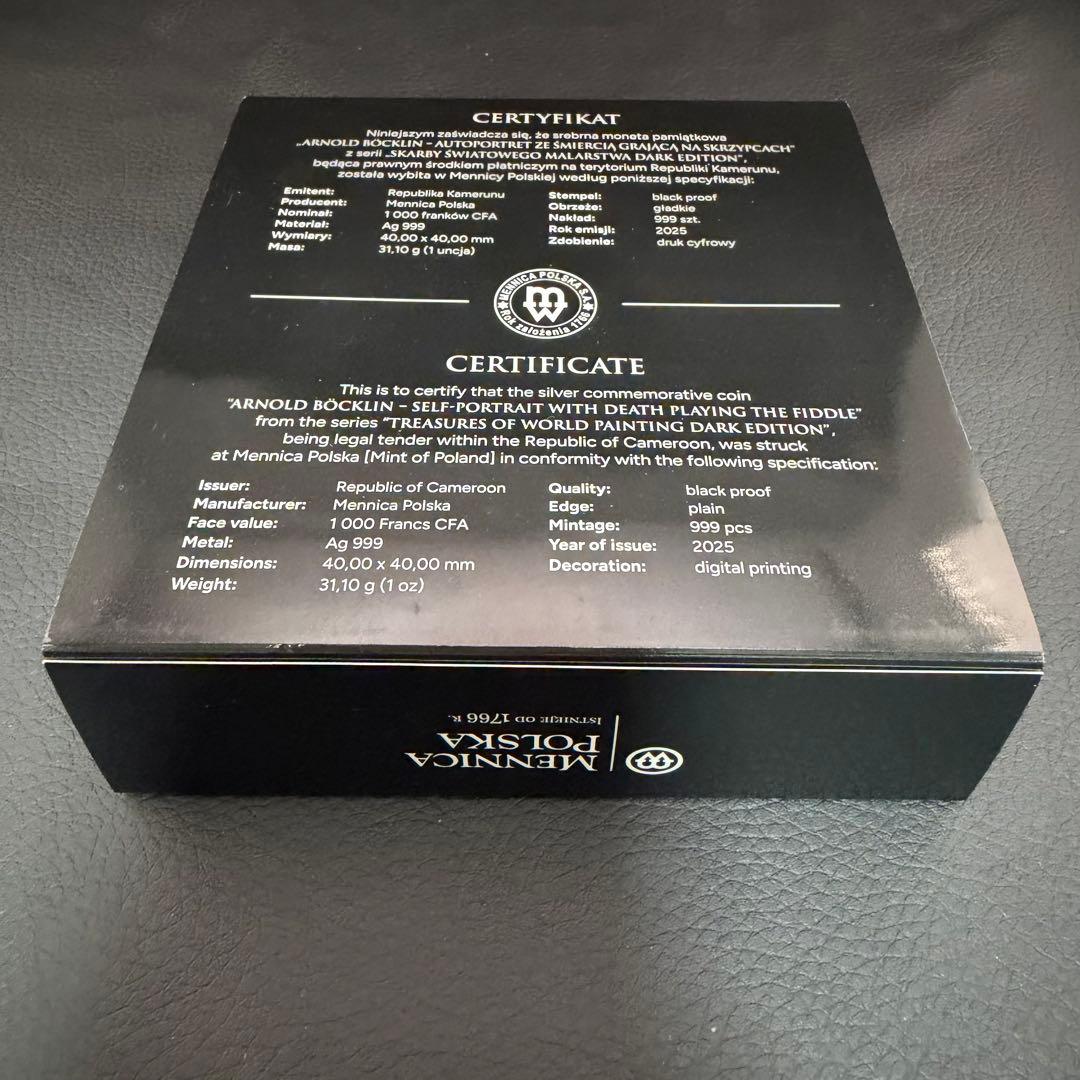 CERTYFIKAT
Niniejszym zaświadcza się, że srebrna moneta pamiątkowa
„ARNOLD BÖCKLIN – AUTOPORTRET ZE ŚMIERCIĄ GRAJĄCĄ NA SKRZYPCACH”
z serii „SKARBY ŚWIATOWEGO MALARSTWA DARK EDITION”,
będąca prawnym środkiem płatniczym na terytorium Republiki Kamerunu,
została wybita w Mennicy Polskiej według poniższej specyfikacji:
Emitent: Republika Kamerunu
Producent: Mennica Polska
Nominał: 1 000 franków CFA
Materiał: Ag 999
Wymiary: 40,00 x 40,00 mm
Masa: 31,10 g (1 uncja)
Stempel: black proof
Obrzeże: gładkie
Nakład: 999 szt.
Rok emisji: 2025
Zdobienie: druk cyfrowy
MENNICA POLSKA S.A.
mw
Rok założenia 1766
CERTIFICATE
This is to certify that the silver commemorative coin
“ARNOLD BÖCKLIN – SELF-PORTRAIT WITH DEATH PLAYING THE FIDDLE”
from the series “TREASURES OF WORLD PAINTING DARK EDITION”,
being legal tender within the Republic of Cameroon, was struck
at Mennica Polska [Mint of Poland] in conformity with the following specification:
Issuer: Republic of Cameroon
Manufacturer: Mennica Polska
Face value: 1 000 Francs CFA
Metal: Ag 999
Dimensions: 40,00 x 40,00 mm
Weight: 31,10 g (1 oz)
Quality: black proof
Edge: plain
Mintage: 999 pcs
Year of issue: 2025
Decoration: digital printing
mw
MENNICA
POLSKA
ISTNIEJE OD 1766 R.